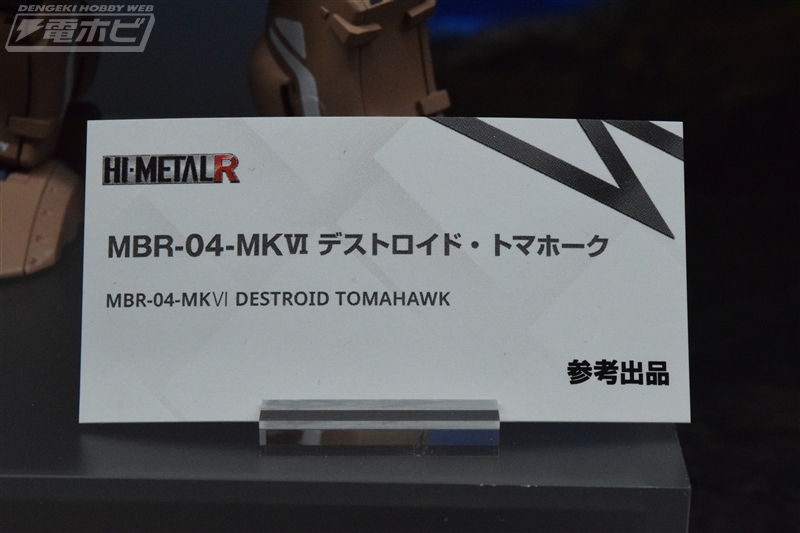 DENGEKI HOBBY WEB
電ホビ
HI-METAL R
MBR-04-MKⅥ デストロイド・トマホーク
MBR-04-MKⅥ DESTROID TOMAHAWK
参考出品